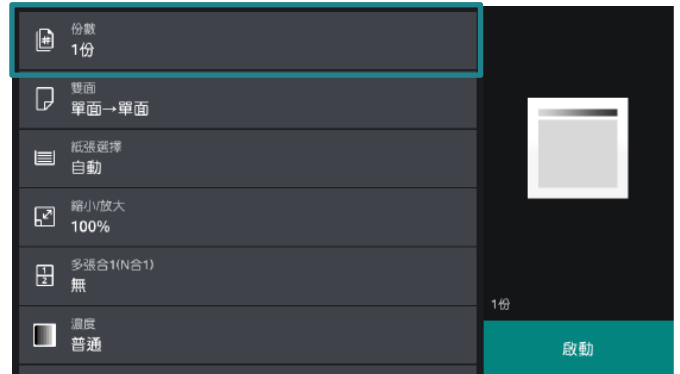 份數
1份
雙面
單面→單面
紙張選擇
自動
縮小/放大
100%
多張合1(N合1)
無
濃度
普通
1份
啟動